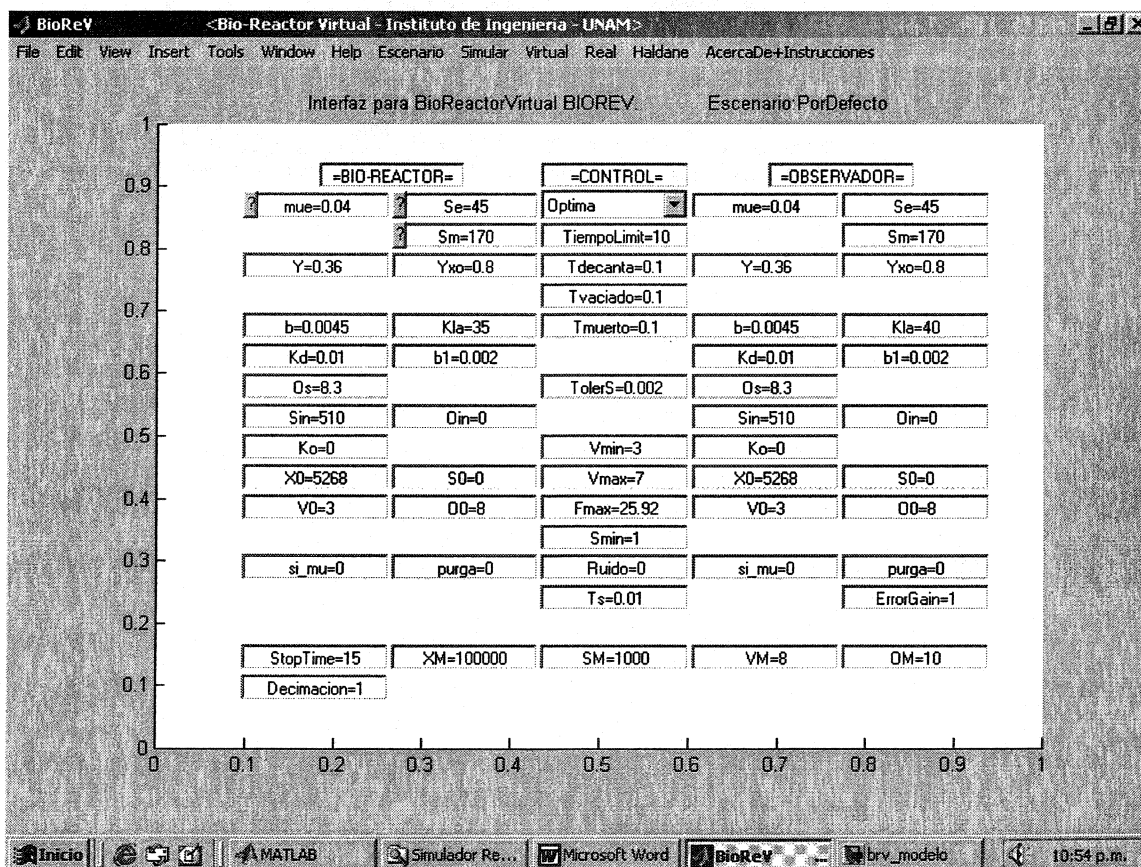 BioReV <Bio-Reactor Virtual - Instituto de Ingenieria - UNAM>
File Edit View Insert Tools Window Help Escenario Simular Virtual Real Haldane AcercaDe+Instrucciones
Interfaz para BioReactorVirtual BIOREV. Escenario:PorDefecto
1
=BIO-REACTOR= =CONTROL= =OBSERVADOR=
0.9
? mue=0.04 ? Se=45 Optima mue=0.04 Se=45
? Sm=170 TiempoLimit=10 Sm=170
0.8
Y=0.36 Yxo=0.8 Tdecanta=0.1 Y=0.36 Yxo=0.8
Tvaciado=0.1
0.7
b=0.0045 Kla=35 Tmuerto=0.1 b=0.0045 Kla=40
Kd=0.01 b1=0.002 Kd=0.01 b1=0.002
0.6
Os=8.3 TolerS=0.002 Os=8.3
Sin=510 Oin=0 Sin=510 Oin=0
0.5
Ko=0 Vmin=3 Ko=0
X0=5268 S0=0 Vmax=7 X0=5268 S0=0
0.4
V0=3 O0=8 Fmax=25.92 V0=3 O0=8
Smin=1
0.3
si_mu=0 purga=0 Ruido=0 si_mu=0 purga=0
Ts=0.01 ErrorGain=1
0.2
StopTime=15 XM=100000 SM=1000 VM=8 OM=10
0.1
Decimacion=1
0
0 0.1 0.2 0.3 0.4 0.5 0.6 0.7 0.8 0.9 1
Inicio MATLAB Simulador Re... Microsoft Word BioReV ... brv_modelo 10:54 p.m.